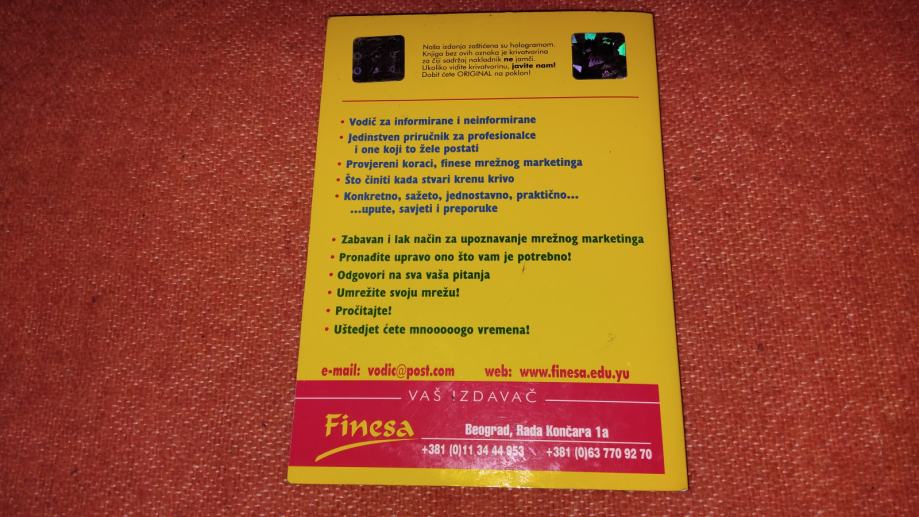 Naša izdanja zaštićena su hologramom.
Knjiga bez ovih oznaka je krivotvorina
za čiji sadržaj nakladnik ne jamči.
Ukoliko vidite krivotvorinu, javite nam!
Dobit ćete ORIGINAL na poklon!
• Vodič za informirane i neinformirane
• Jedinstven priručnik za profesionalce
i one koji to žele postati
• Provjereni koraci, finese mrežnog marketinga
• Što činiti kada stvari krenu krivo
• Konkretno, sažeto, jednostavno, praktično...
...upute, savjeti i preporuke
• Zabavan i lak način za upoznavanje mrežnog marketinga
• Pronađite upravo ono što vam je potrebno!
• Odgovori na sva vaša pitanja
• Umrežite svoju mrežu!
• Pročitajte!
• Uštedjet ćete mnooooogo vremena!
e-mail: vodic@post.com web: www.finesa.edu.yu
VAŠ IZDAVAČ
Finesa
Beograd, Rada Končara 1a
+381 (0)11 34 44 953 +381 (0)63 770 92 70